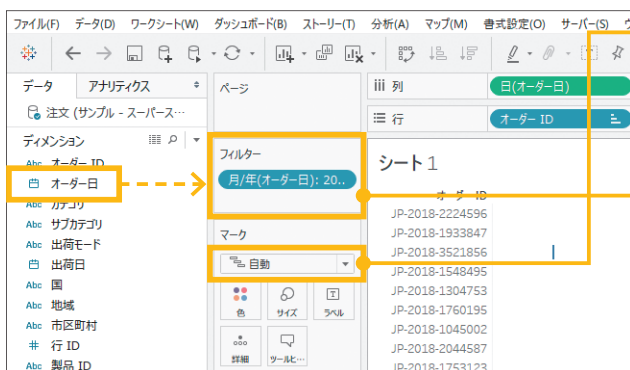 ファイル(F) データ(D) ワークシート(W) ダッシュボード(B) ストーリー(T) 分析(A) マップ(M) 書式設定(O) サーバー(S)
データ アナリティクス
注文 (サンプル - スーパース…
ディメンション
Abc オーダー ID
オーダー日
Abc カテゴリ
Abc サブカテゴリ
Abc 出荷モード
出荷日
Abc 国
Abc 地域
Abc 市区町村
# 行 ID
Abc 製品 ID
ページ
フィルター
月/年(オーダー日): 20..
マーク
自動
色 サイズ ラベル
詳細 ツールヒ…
列 日(オーダー日)
行 オーダー ID
シート1
オーダー ID
JP-2018-2224596
JP-2018-1933847
JP-2018-3521856
JP-2018-1548495
JP-2018-1304753
JP-2018-1760195
JP-2018-1045002
JP-2018-2044587
JP-2018-1753123